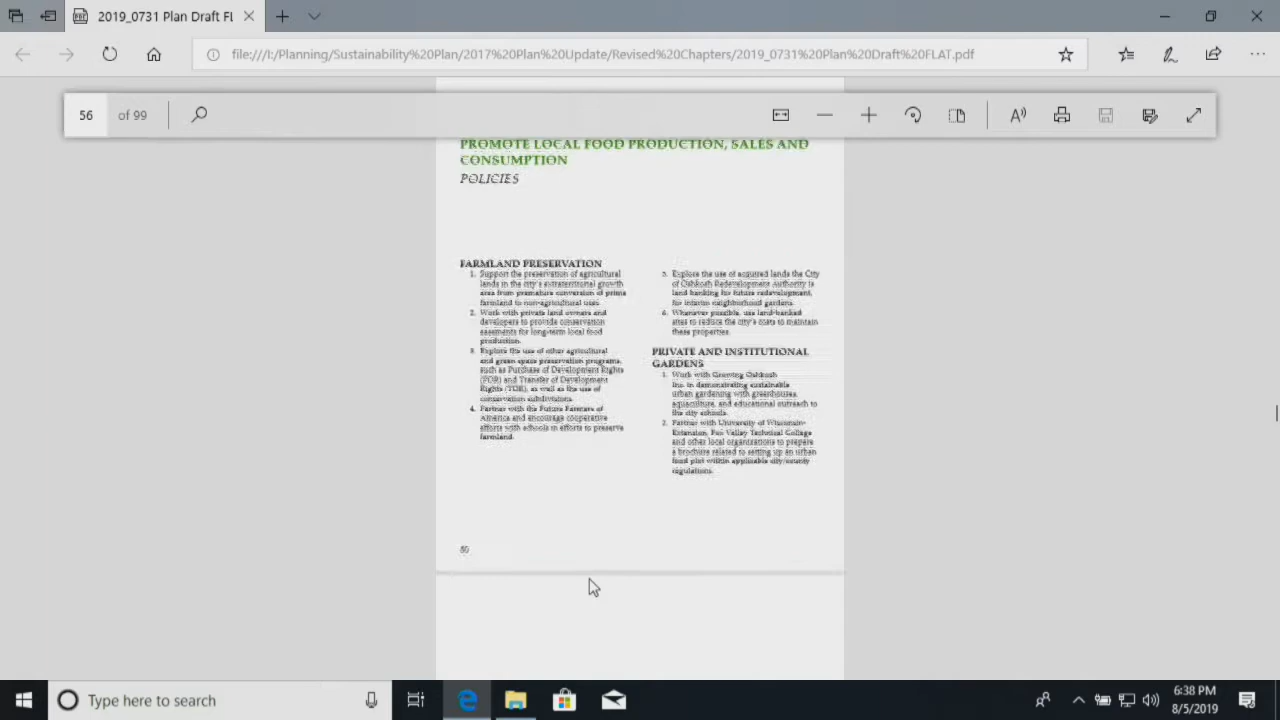 2019_0731 Plan Draft FL
file:///I:/Planning/Sustainability%20Plan/2017%20Plan%20Update/Revised%20Chapters/2019_0731%20Plan%20Draft%20FLAT.pdf
56 of 99
PROMOTE LOCAL FOOD PRODUCTION, SALES AND
CONSUMPTION
POLICIES
FARMLAND PRESERVATION
1. Support the preservation of agricultural
lands in the city's extraterritorial growth
area from premature conversion of prime
farmland to non-agricultural uses.
2. Work with private land owners and
developers to provide conservation
easements for long-term local food
production.
3. Explore the use of other agricultural
and green space preservation programs,
such as Purchase of Development Rights
(PDR) and Transfer of Development
Rights (TDR), as well as the use of
conservation subdivisions.
4. Partner with the Future Farmers of
America and encourage cooperative
efforts with schools in efforts to preserve
farmland.
5. Explore the use of acquired lands the City
of Oshkosh Redevelopment Authority is
land banking for future redevelopment,
for interim neighborhood gardens.
6. Whenever possible, use land-banked
sites to reduce the city's costs to maintain
these properties.
PRIVATE AND INSTITUTIONAL
GARDENS
1. Work with Growing Oshkosh
Inc. in demonstrating sustainable
urban gardening with greenhouses,
aquaculture, and educational outreach to
the city schools.
2. Partner with University of Wisconsin-
Extension, Fox Valley Technical College
and other local organizations to prepare
a brochure related to setting up an urban
food plot within applicable city/county
regulations.
Type here to search
6:38 PM
8/5/2019